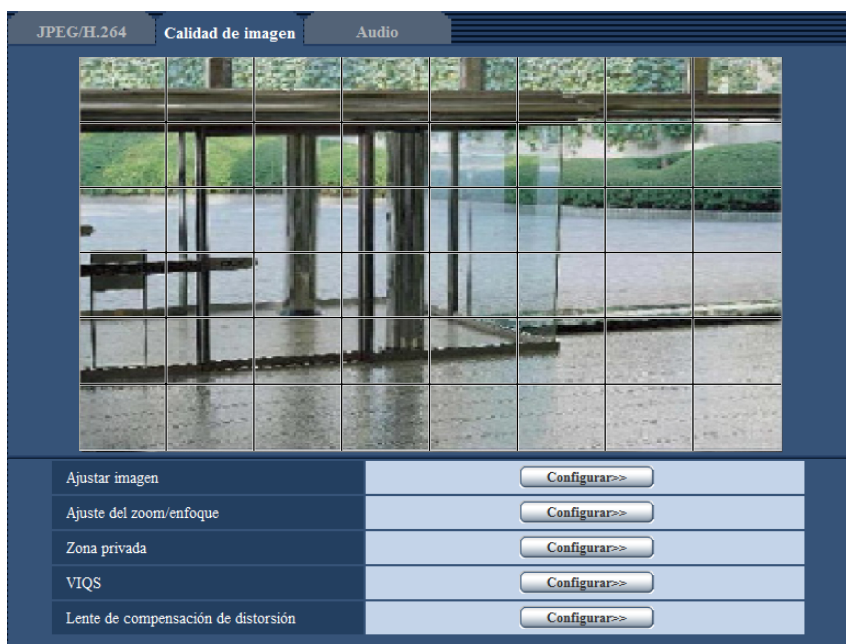 JPEG/H.264 Calidad de imagen Audio
Ajustar imagen Configurar>>
Ajuste del zoom/enfoque Configurar>>
Zona privada Configurar>>
VIQS Configurar>>
Lente de compensación de distorsión Configurar>>